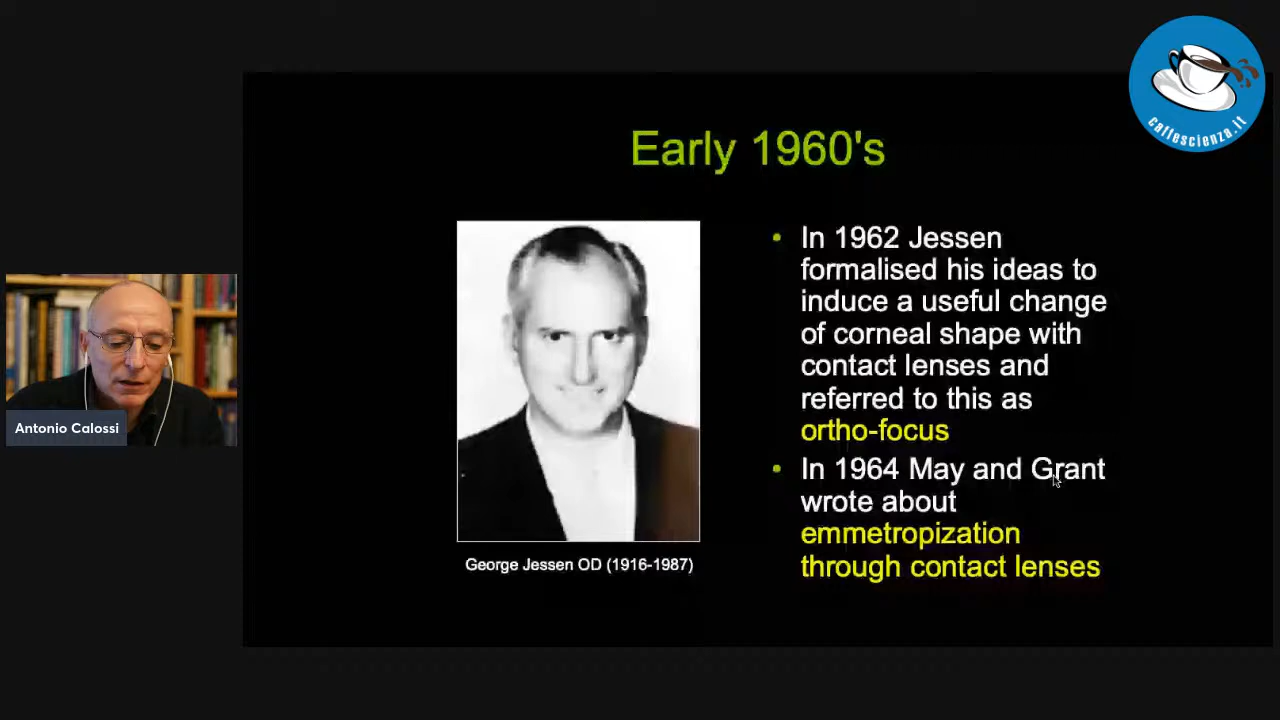 caffescienza.it
Early 1960's
• In 1962 Jessen
formalised his ideas to
induce a useful change
of corneal shape with
contact lenses and
referred to this as
ortho-focus
• In 1964 May and Grant
wrote about
emmetropization
through contact lenses
George Jessen OD (1916-1987)
Antonio Calossi